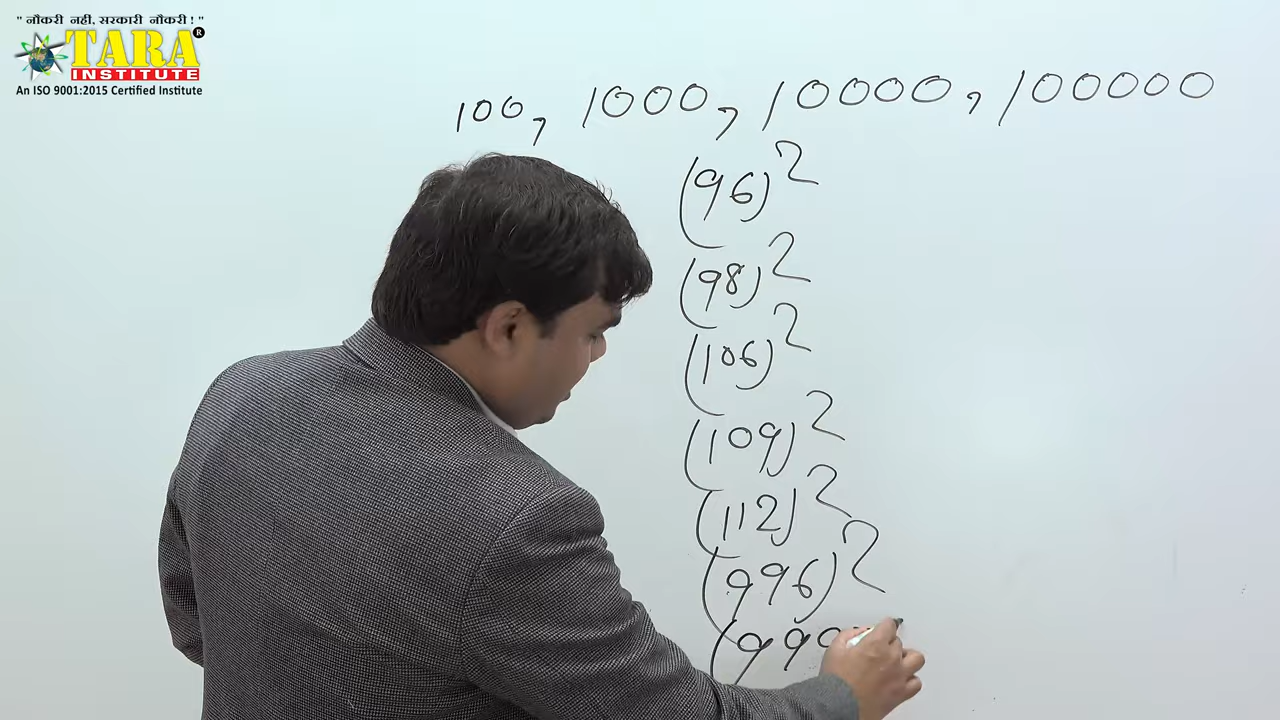 " नौकरी नहीं, सरकारी नौकरी ! "
TARA®
INSTITUTE
An ISO 9001:2015 Certified Institute
100, 1000, 10000, 100000
(96)²
(98)²
(106)²
(109)²
(112)²
(996)²